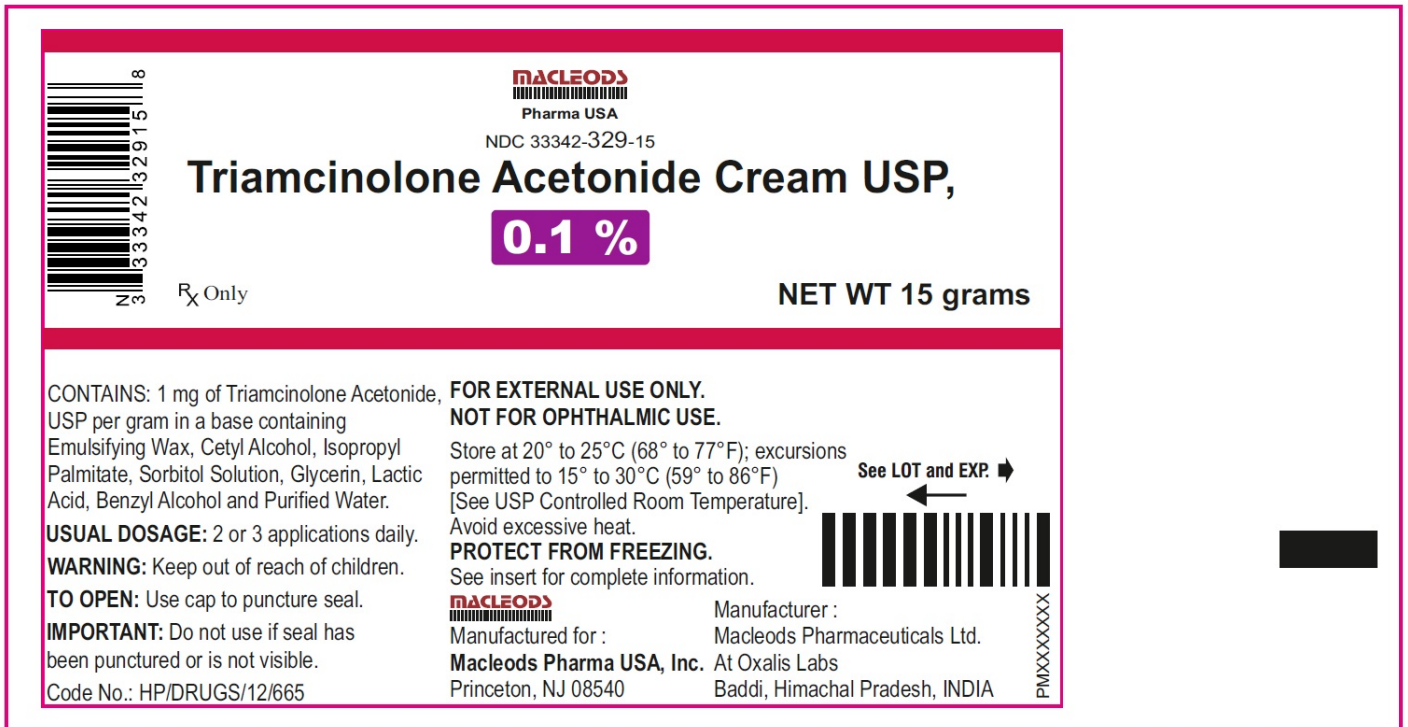 MACLEODS
Pharma USA
NDC 33342-329-15
Triamcinolone Acetonide Cream USP,
0.1 %
Rx Only
NET WT 15 grams
N 3 33342 32915 8
CONTAINS: 1 mg of Triamcinolone Acetonide,
USP per gram in a base containing
Emulsifying Wax, Cetyl Alcohol, Isopropyl
Palmitate, Sorbitol Solution, Glycerin, Lactic
Acid, Benzyl Alcohol and Purified Water.
USUAL DOSAGE: 2 or 3 applications daily.
WARNING: Keep out of reach of children.
TO OPEN: Use cap to puncture seal.
IMPORTANT: Do not use if seal has
been punctured or is not visible.
Code No.: HP/DRUGS/12/665
FOR EXTERNAL USE ONLY.
NOT FOR OPHTHALMIC USE.
Store at 20° to 25°C (68° to 77°F); excursions
permitted to 15° to 30°C (59° to 86°F)
[See USP Controlled Room Temperature].
Avoid excessive heat.
PROTECT FROM FREEZING.
See insert for complete information.
MACLEODS
Manufactured for :
Macleods Pharma USA, Inc.
Princeton, NJ 08540
Manufacturer :
Macleods Pharmaceuticals Ltd.
At Oxalis Labs
Baddi, Himachal Pradesh, INDIA
See LOT and EXP.
PMXXXXXXX